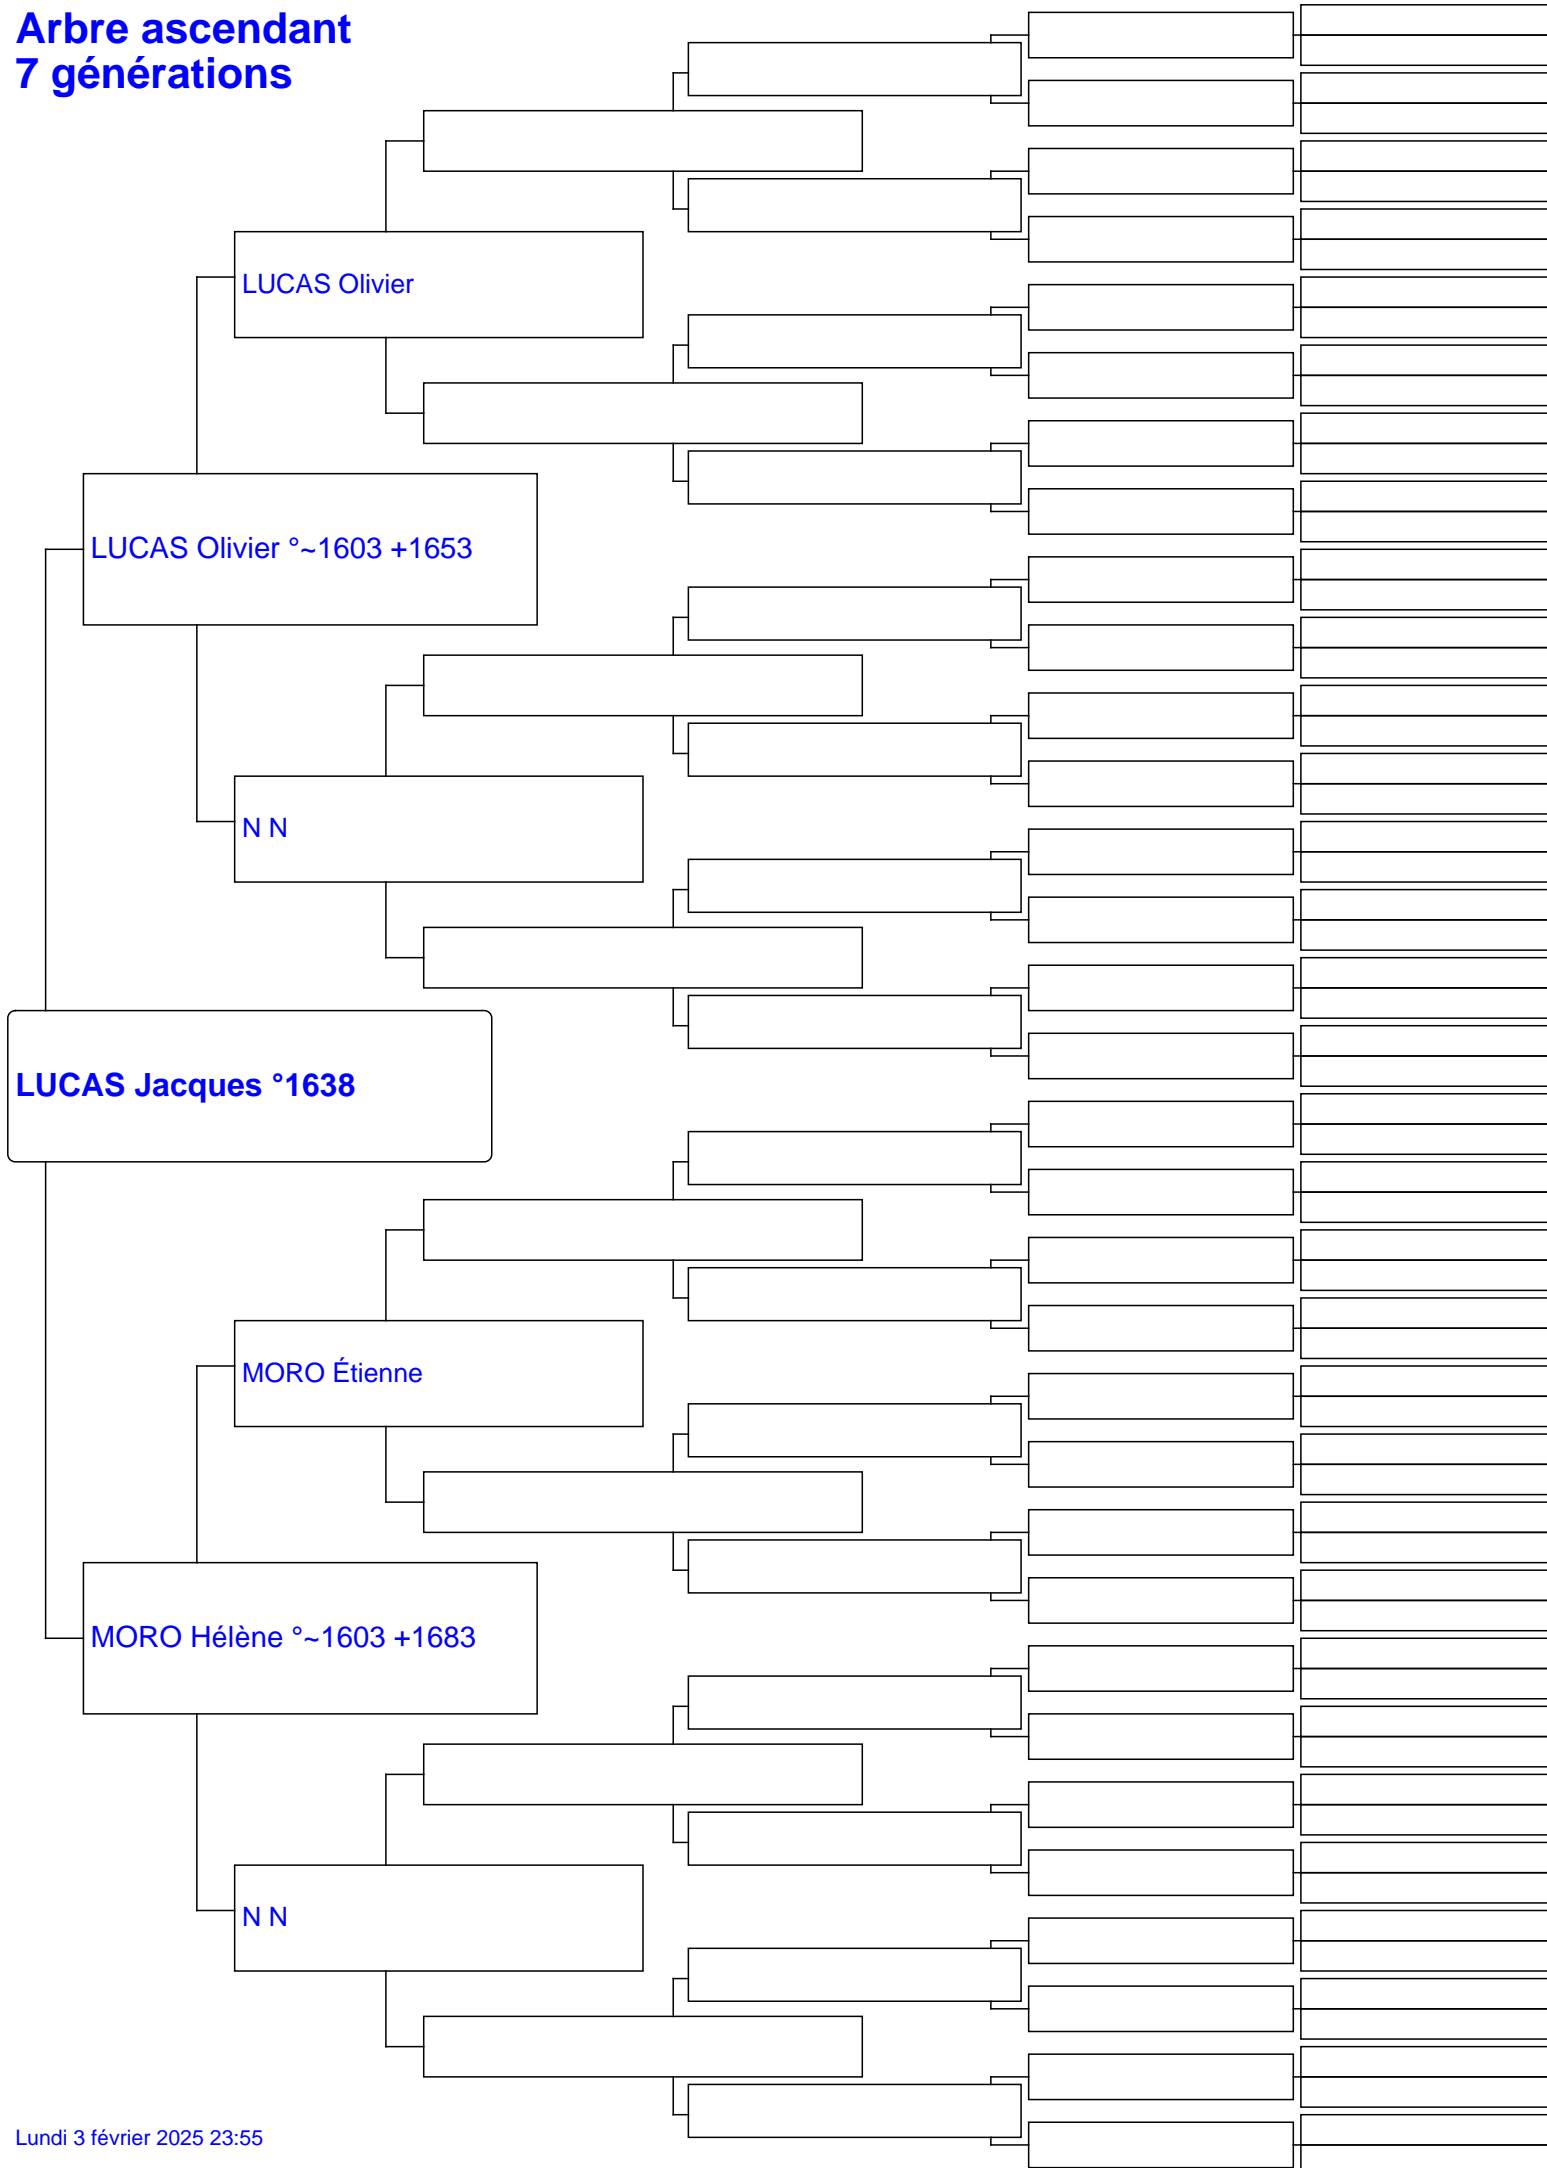 Arbre ascendant
7 générations
LUCAS Olivier
LUCAS Olivier °~1603 +1653
N N
LUCAS Jacques °1638
MORO Étienne
MORO Hélène °~1603 +1683
N N
Lundi 3 février 2025 23:55